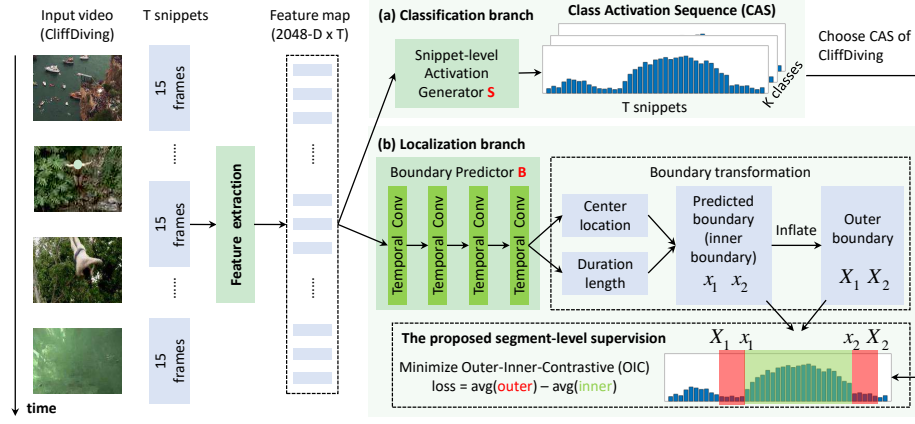 Input video
(CliffDiving)
T snippets
Feature map
(2048-D x T)
15
frames
.....
15
frames
.....
15
frames
time
Feature extraction
.....
.....
(a) Classification branch
Snippet-level
Activation
Generator S
Class Activation Sequence (CAS)
T snippets
K classes
Choose CAS of
CliffDiving
(b) Localization branch
Boundary Predictor B
Temporal Conv
Temporal Conv
Temporal Conv
Temporal Conv
Boundary transformation
Center
location
Duration
length
Predicted
boundary
(inner
boundary)
x1 x2
Inflate
Outer
boundary
X1 X2
The proposed segment-level supervision
Minimize Outer-Inner-Contrastive (OIC)
loss = avg(outer) – avg(inner)
X1 x1 x2 X2